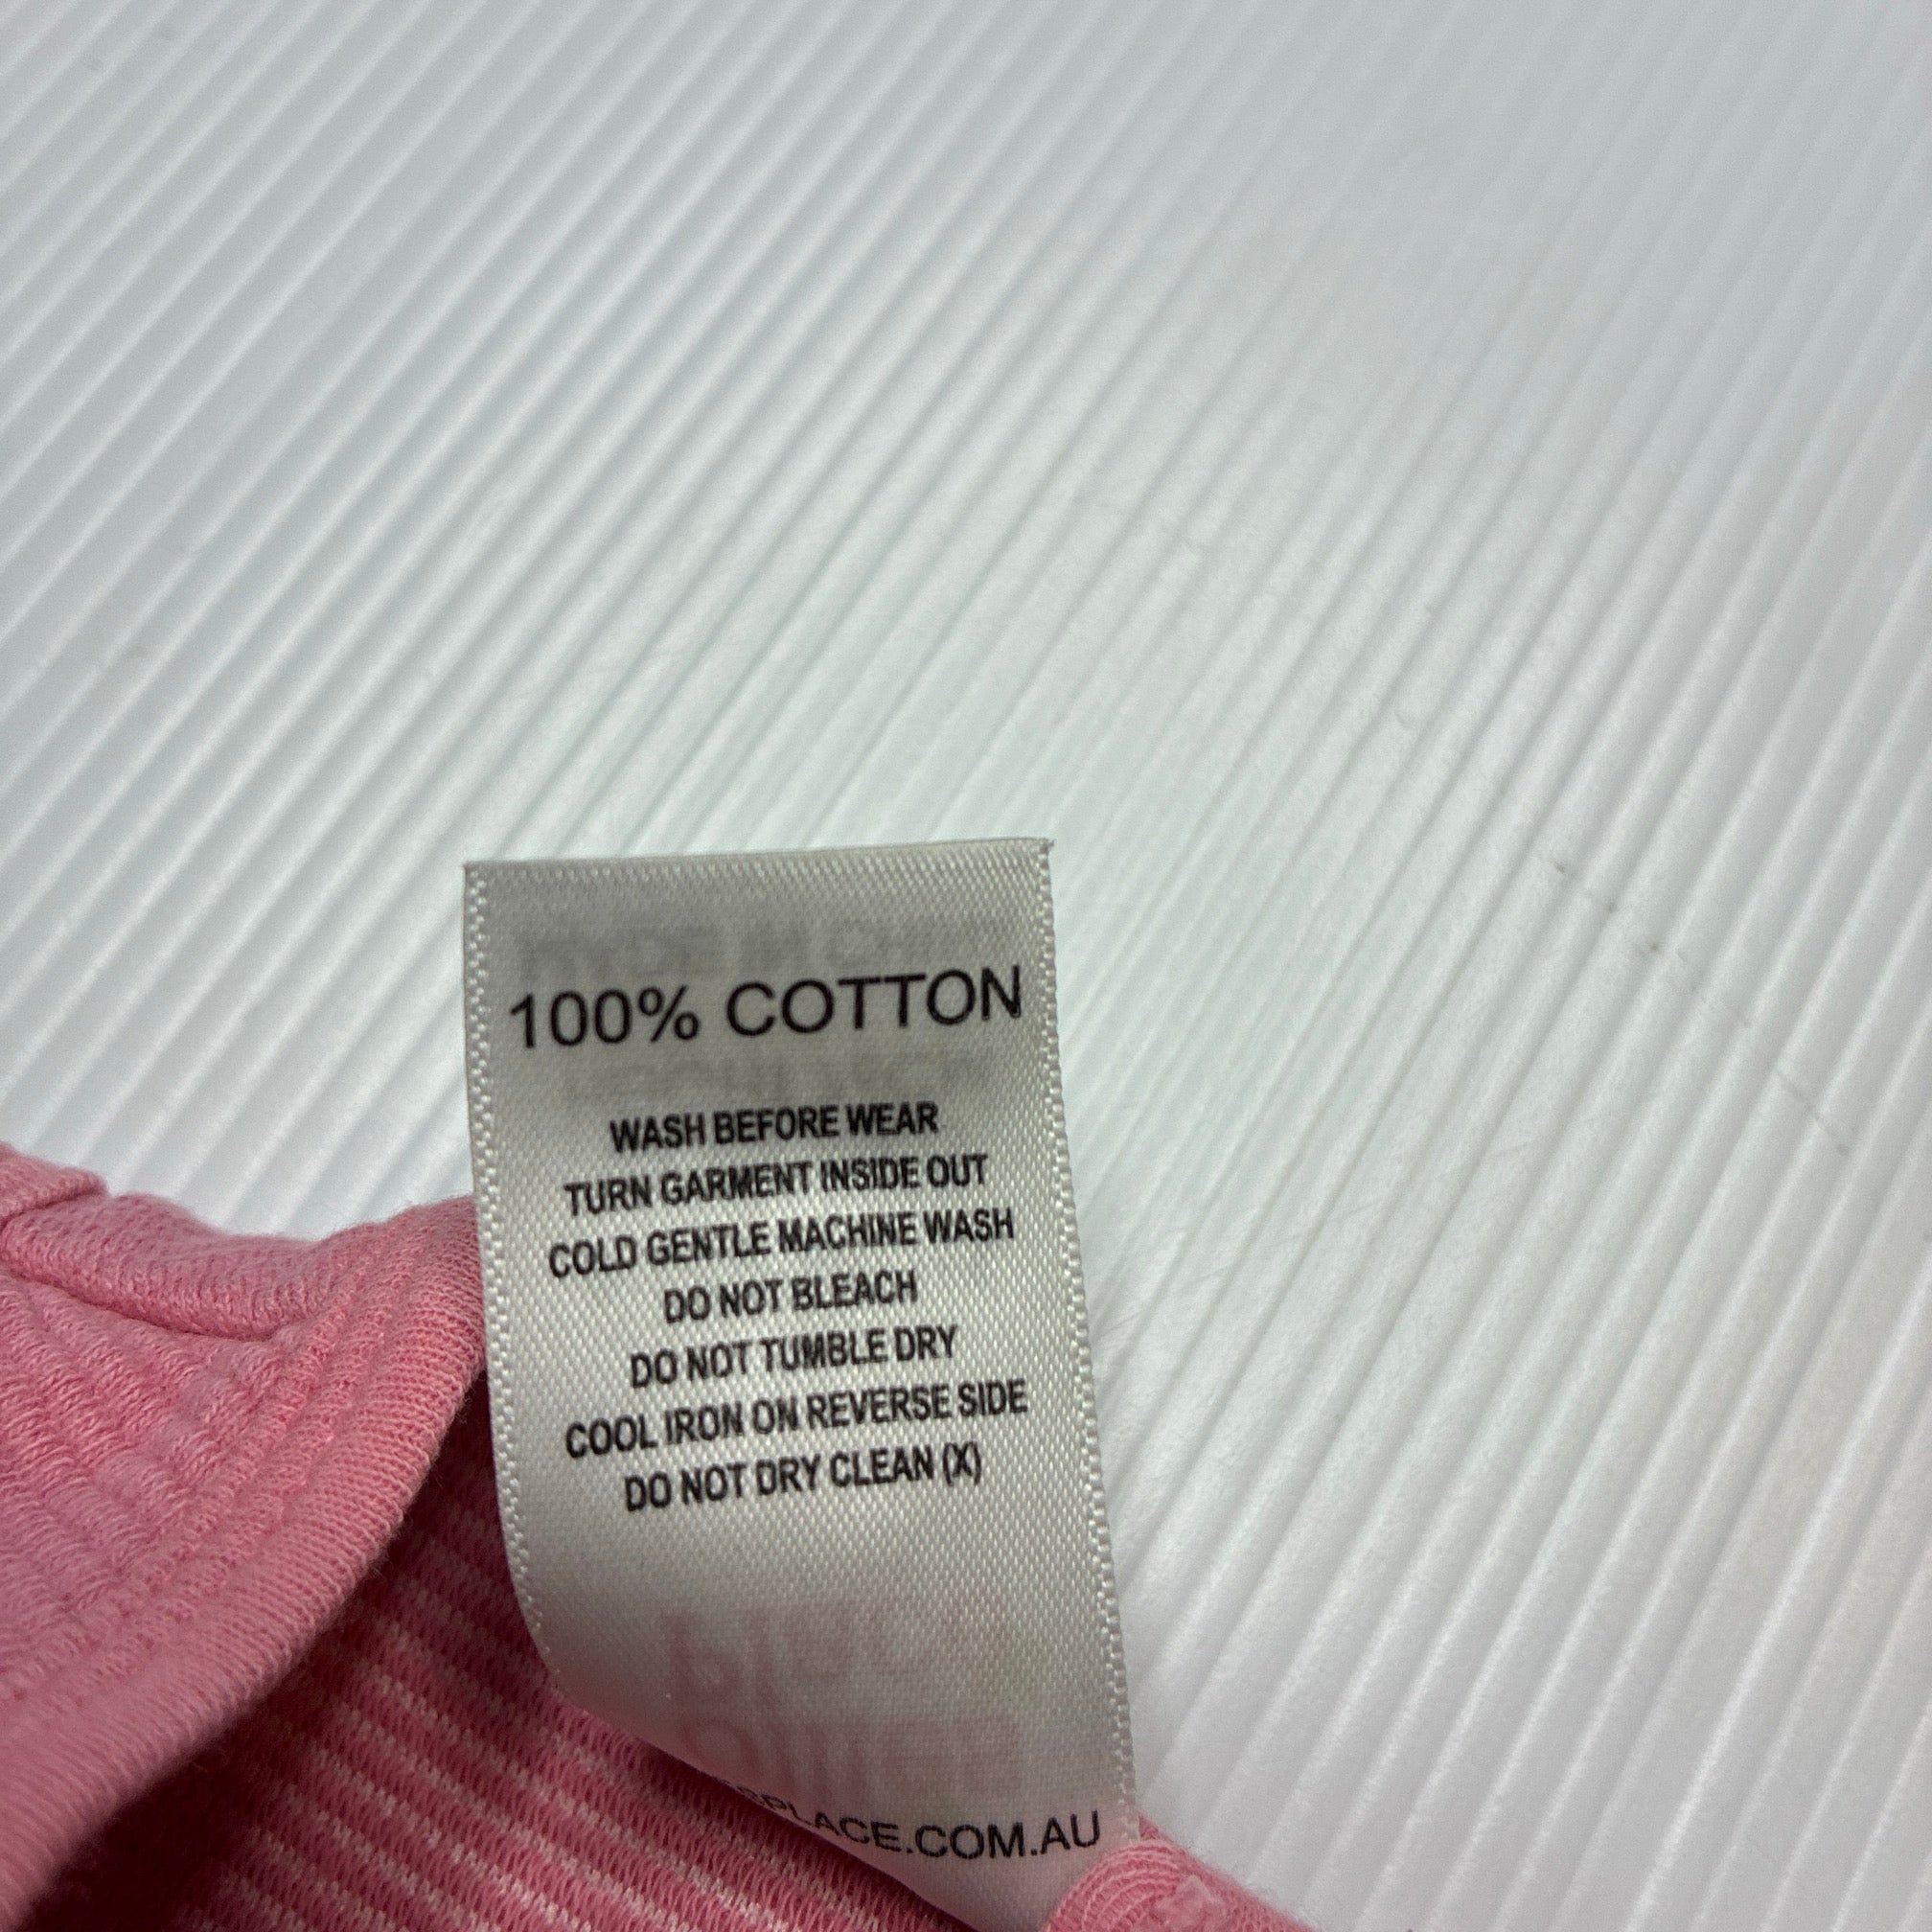 100% COTTON
WASH BEFORE WEAR
TURN GARMENT INSIDE OUT
COLD GENTLE MACHINE WASH
DO NOT BLEACH
DO NOT TUMBLE DRY
COOL IRON ON REVERSE SIDE
DO NOT DRY CLEAN (X)
PLACE.COM.AU